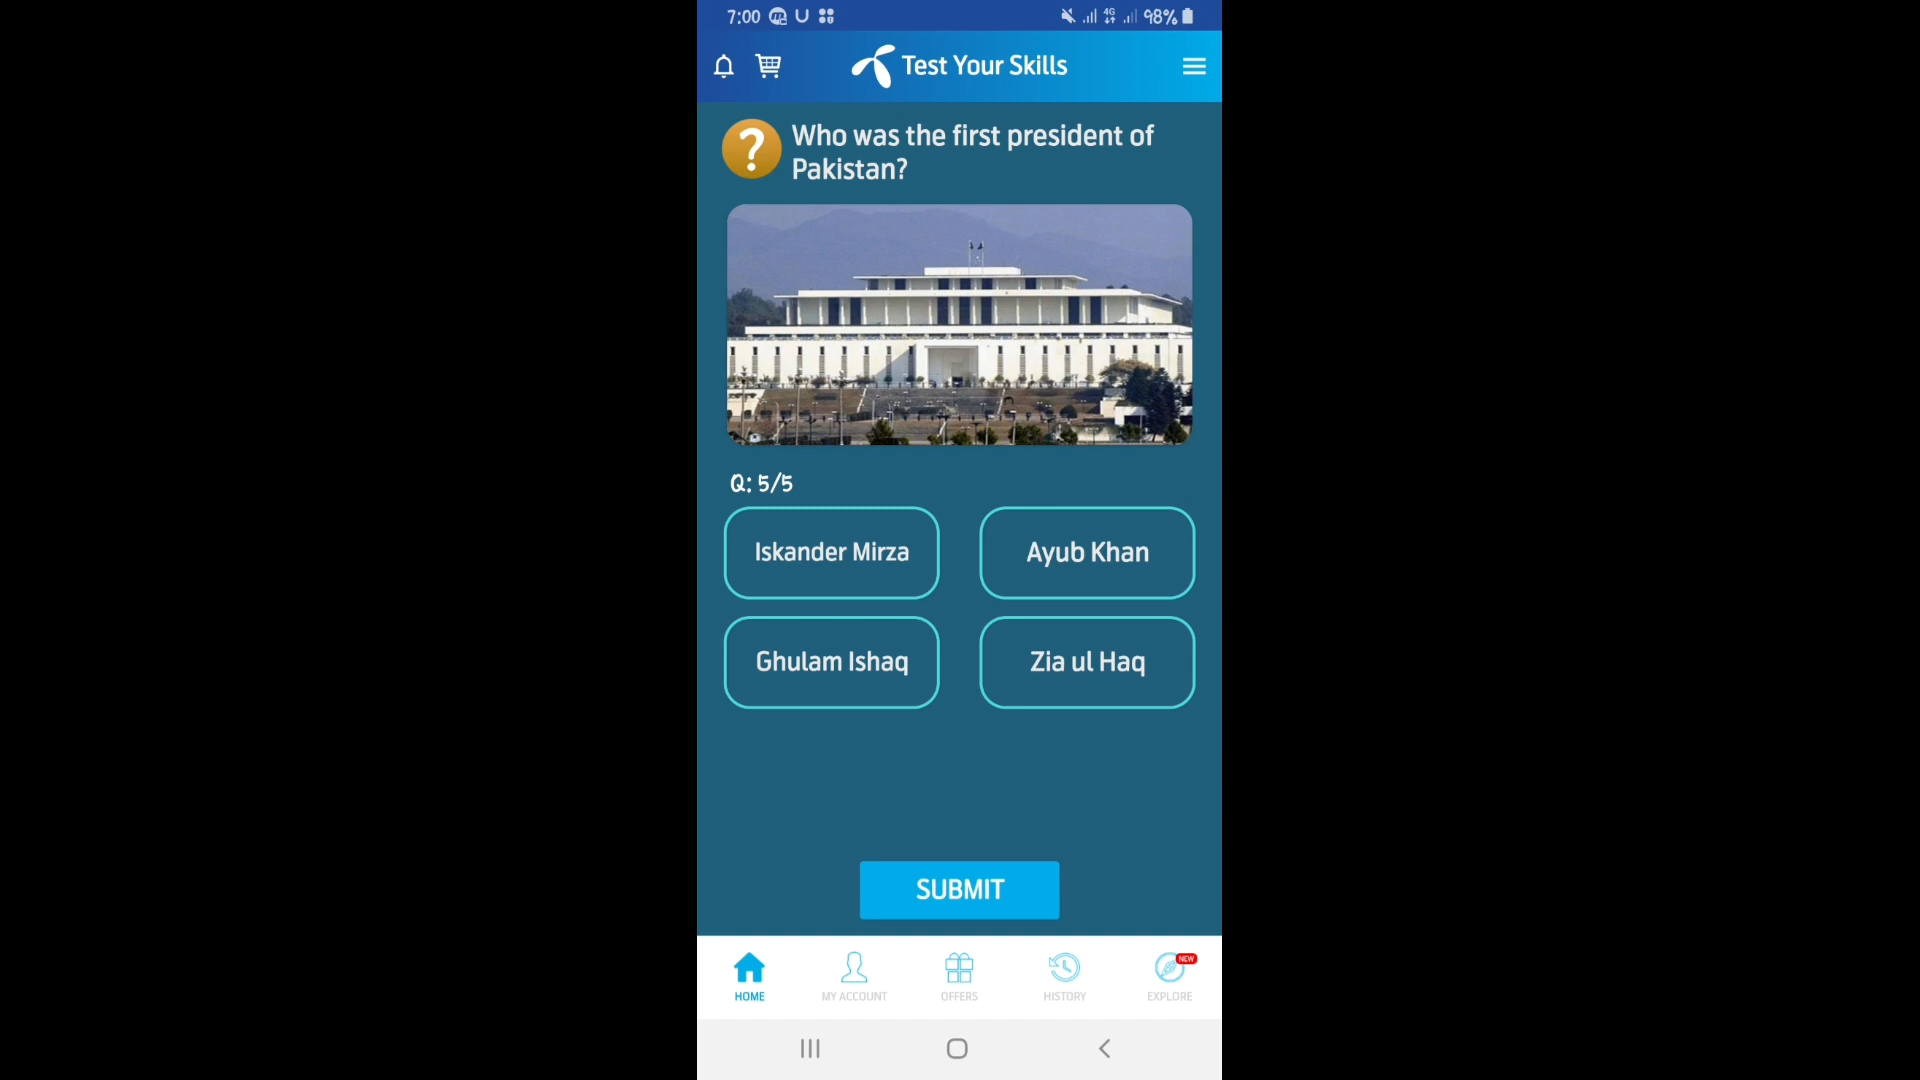 7:00 4G 98%
Test Your Skills
? Who was the first president of
Pakistan?
Q: 5/5
Iskander Mirza Ayub Khan
Ghulam Ishaq Zia ul Haq
SUBMIT
NEW
HOME MY ACCOUNT OFFERS HISTORY EXPLORE